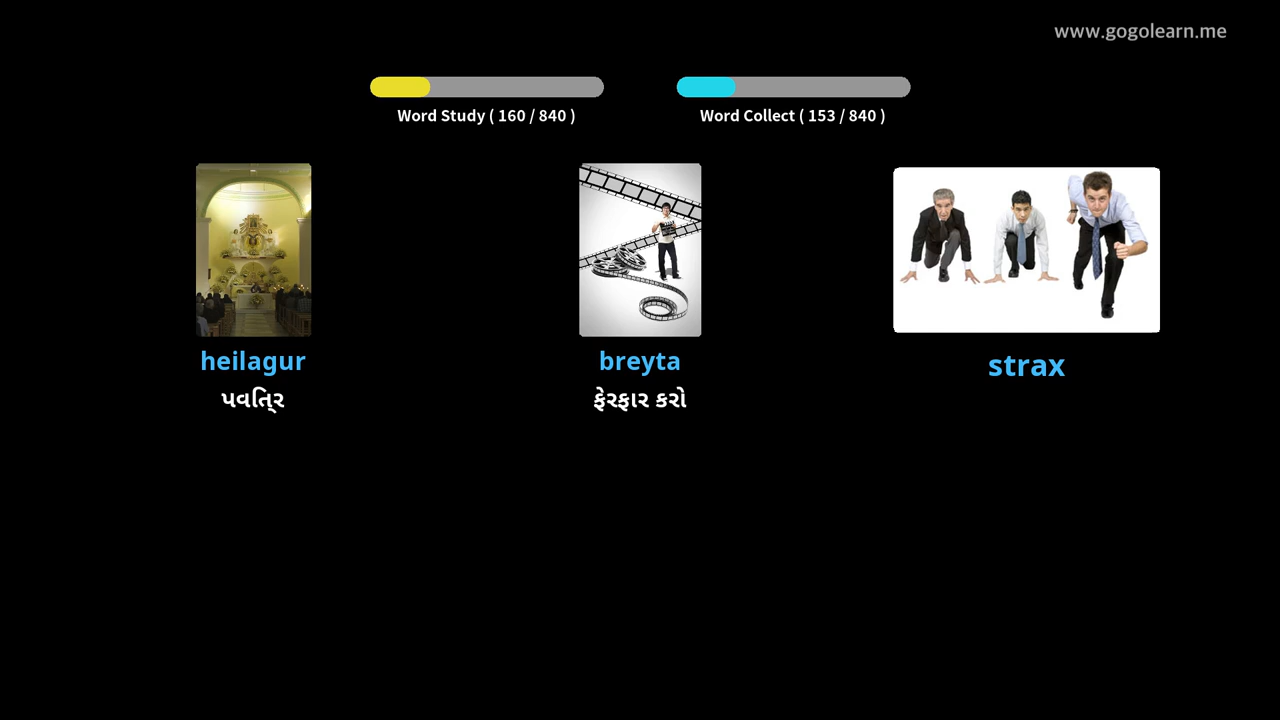 www.gogolearn.me
Word Study ( 160 / 840 )
Word Collect ( 153 / 840 )
heilagur
પવિત્ર
breyta
ફેરફાર કરો
strax